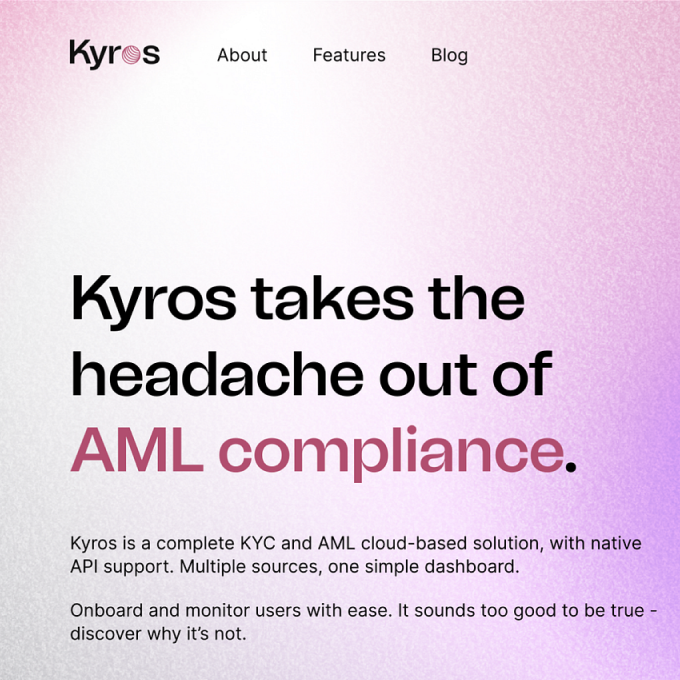 Kyros
About
Features
Blog
Kyros takes the
headache out of
AML compliance.
Kyros is a complete KYC and AML cloud-based solution, with native
API support. Multiple sources, one simple dashboard.
Onboard and monitor users with ease. It sounds too good to be true -
discover why it’s not.